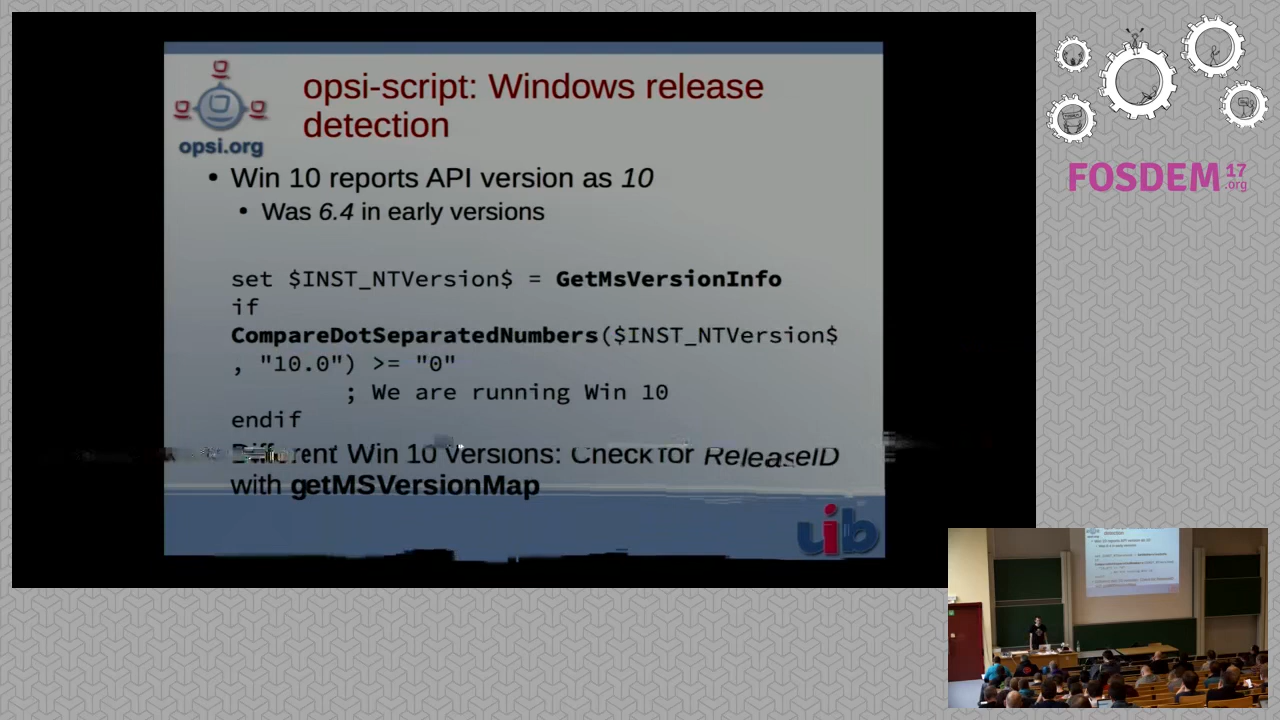 opsi.org
opsi-script: Windows release
detection
• Win 10 reports API version as 10
• Was 6.4 in early versions
set $INST_NTVersion$ = GetMsVersionInfo
if
CompareDotSeparatedNumbers($INST_NTVersion$
, "10.0") >= "0"
; We are running Win 10
endif
Different Win 10 versions: Check for ReleaseID
with getMSVersionMap
uib
FOSDEM 17
.org